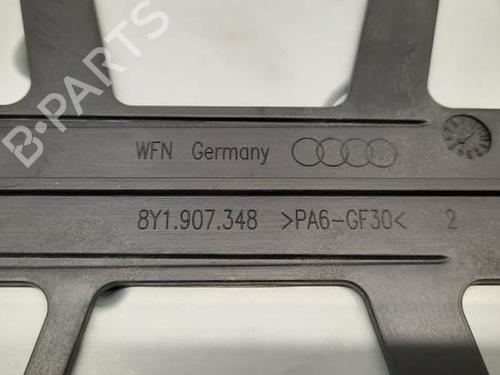 B-PARTS
WFN Germany
8Y1.907.348 >PA6-GF30< 2